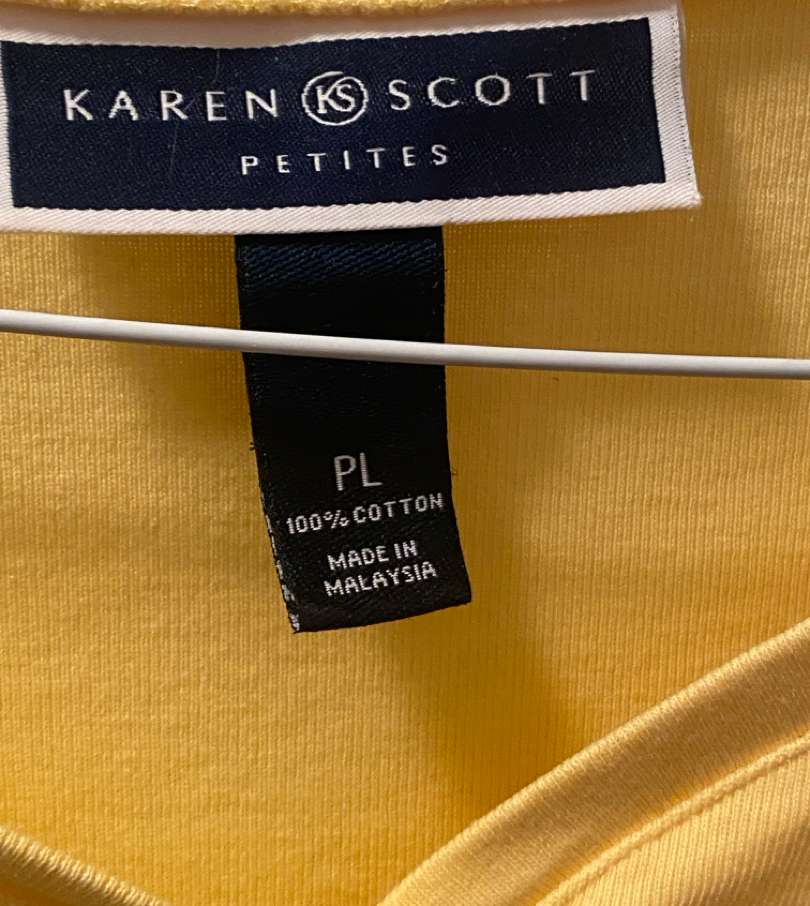 KAREN KS SCOTT
PETITES
PL
100% COTTON
MADE IN
MALAYSIA